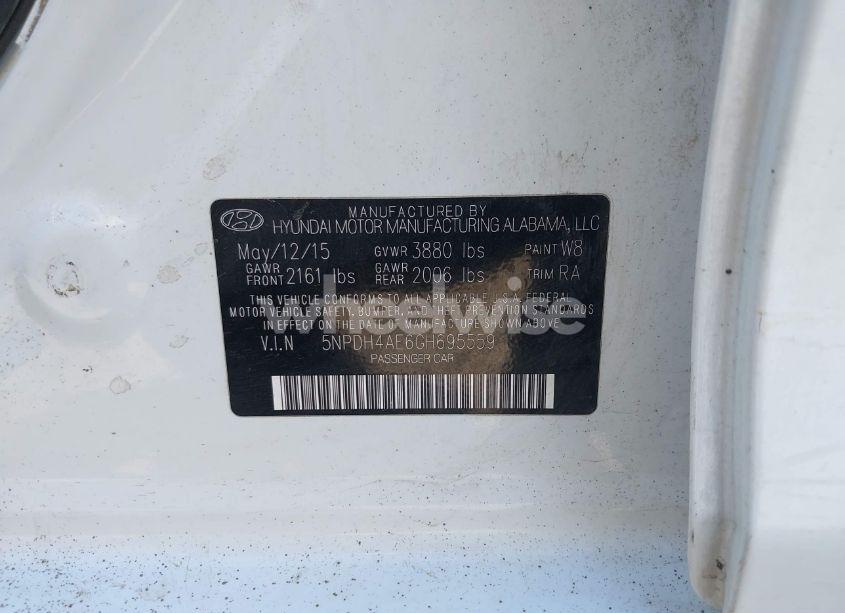 MANUFACTURED BY
HYUNDAI MOTOR MANUFACTURING ALABAMA, LLC
May/12/15 GVWR 3880 lbs PAINT W8
GAWR FRONT 2161 lbs GAWR REAR 2006 lbs TRIM RA
THIS VEHICLE CONFORMS TO ALL APPLICABLE U.S.A. FEDERAL
MOTOR VEHICLE SAFETY, BUMPER, AND THEFT PREVENTION STANDARDS
IN EFFECT ON THE DATE OF MANUFACTURE SHOWN ABOVE.
V.I.N 5NPDH4AE6GH695559
PASSENGER CAR
wheelwise